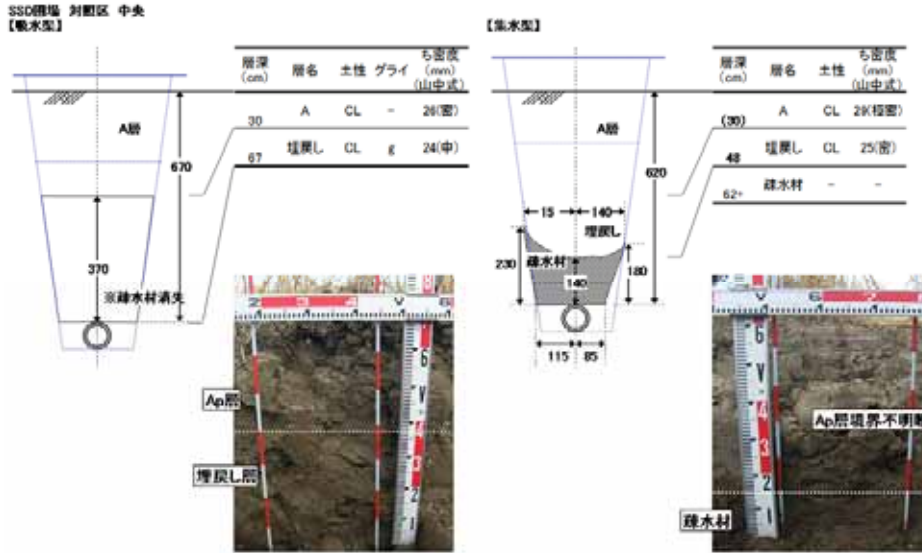 SSD圃場 対照区 中央
【吸水型】
層深
(cm)
層名
土性
グライ
ち密度
(mm)
(山中式)
30
A
CL
-
26(密)
67
埋戻し
CL
g
24(中)
A層
670
370
※疎水材消失
Ap層
埋戻し層
【集水型】
層深
(cm)
層名
土性
ち密度
(mm)
(山中式)
(30)
A
CL
29(極密)
48
埋戻し
CL
25(密)
62+
疎水材
-
-
A層
620
15
140
埋戻し
疎水材
230
140
180
115
85
Ap層境界不明瞭
疎水材